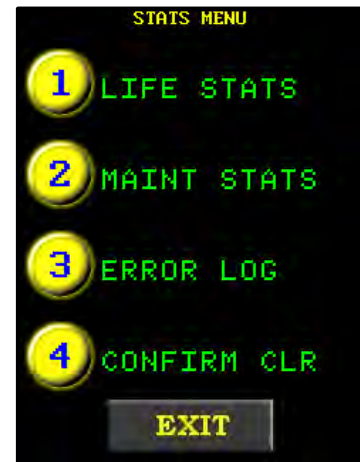 STATS MENU
1 LIFE STATS
2 MAINT STATS
3 ERROR LOG
4 CONFIRM CLR
EXIT